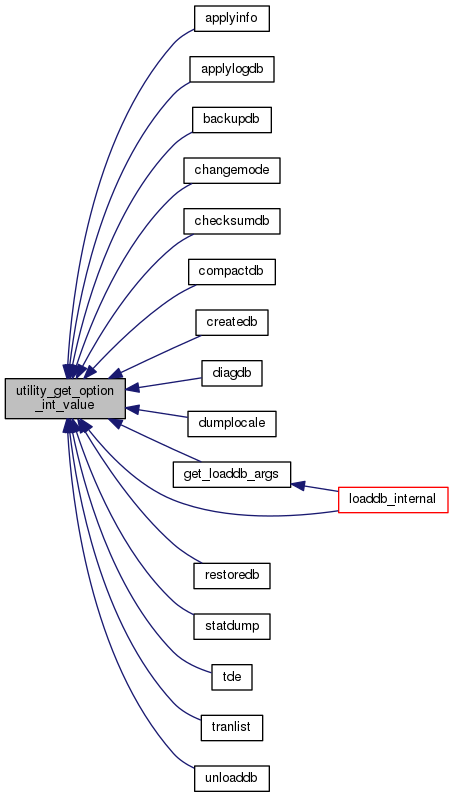 applyinfo
applylogdb
backupdb
changemode
checksumdb
compactdb
createdb
diagdb
utility_get_option
_int_value
dumplocale
get_loaddb_args
loaddb_internal
restoredb
statdump
tde
tranlist
unloaddb